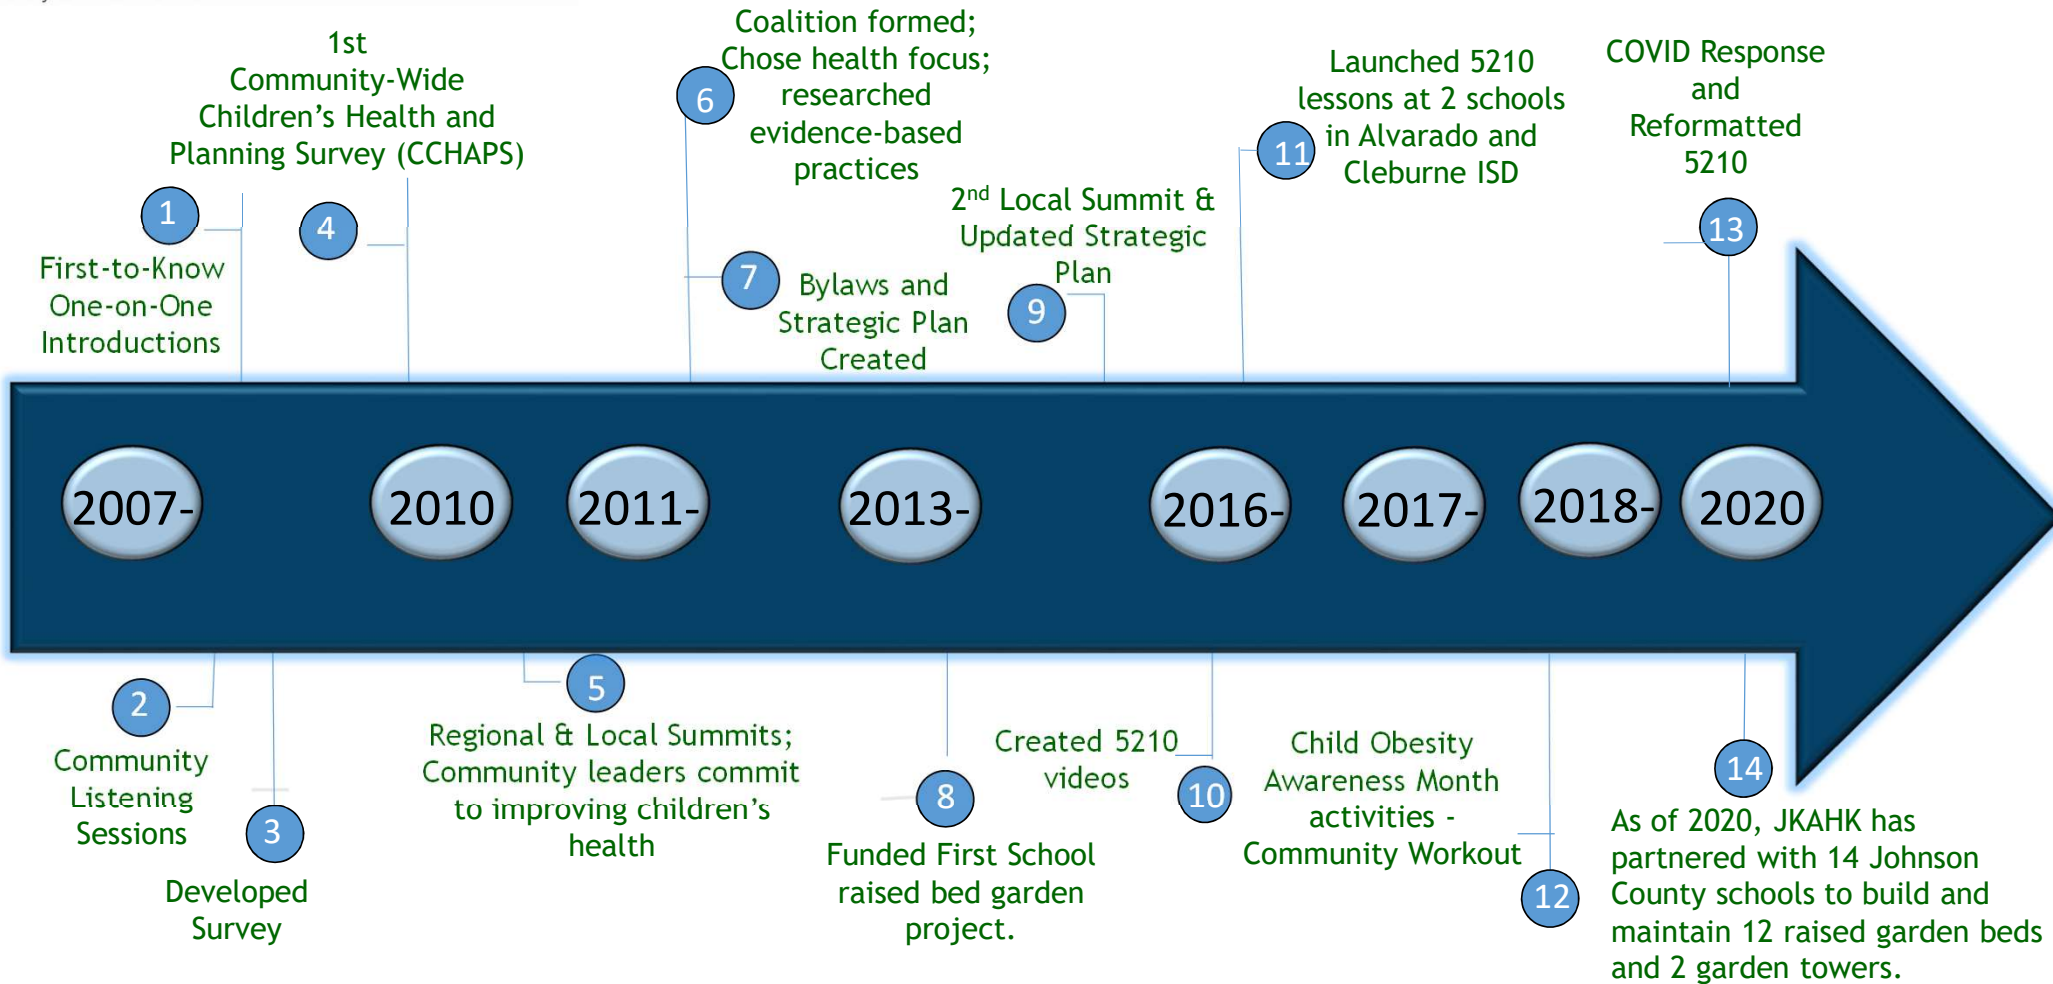 1st
Community-Wide
Children's Health and
Planning Survey (CCHAPS)
1
First-to-Know
One-on-One
Introductions
4
Coalition formed;
Chose health focus;
researched
evidence-based
practices
6
7
Bylaws and
Strategic Plan
Created
2nd Local Summit &
Updated Strategic
Plan
9
Launched 5210
lessons at 2 schools
in Alvarado and
Cleburne ISD
11
COVID Response
and
Reformatted
5210
13
2007-
2010
2011-
2013-
2016-
2017-
2018-
2020
2
Community
Listening
Sessions
3
Developed
Survey
5
Regional & Local Summits;
Community leaders commit
to improving children's
health
8
Funded First School
raised bed garden
project.
Created 5210
videos
10
Child Obesity
Awareness Month
activities -
Community Workout
12
14
As of 2020, JKAHK has
partnered with 14 Johnson
County schools to build and
maintain 12 raised garden beds
and 2 garden towers.